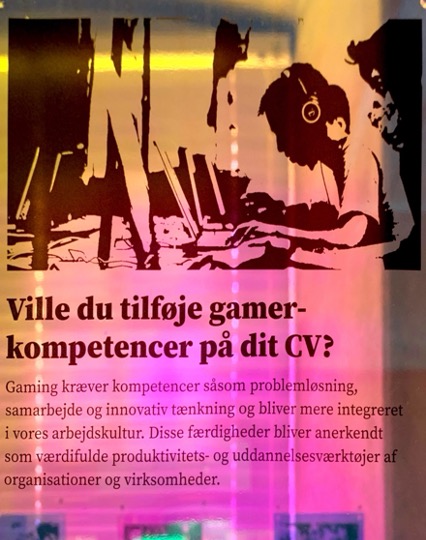 Ville du tilføje gamer-
kompetencer på dit CV?
Gaming kræver kompetencer såsom problemløsning,
samarbejde og innovativ tænkning og bliver mere integreret
i vores arbejdskultur. Disse færdigheder bliver anerkendt
som værdifulde produktivitets- og uddannelsesværktøjer af
organisationer og virksomheder.